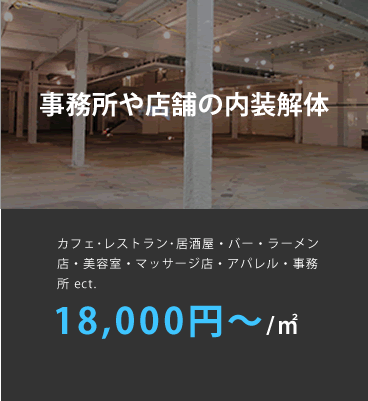 事務所や店舗の内装解体
カフェ・レストラン・居酒屋・バー・ラーメン
店・美容室・マッサージ店・アパレル・事務
所 ect.
18,000円〜/㎡